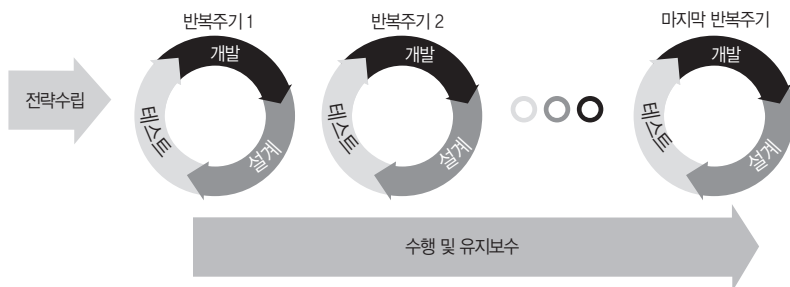 반복주기 1
반복주기 2
마지막 반복주기
전략수립
개발
테스트
설계
개발
테스트
설계
개발
테스트
설계
수행 및 유지보수